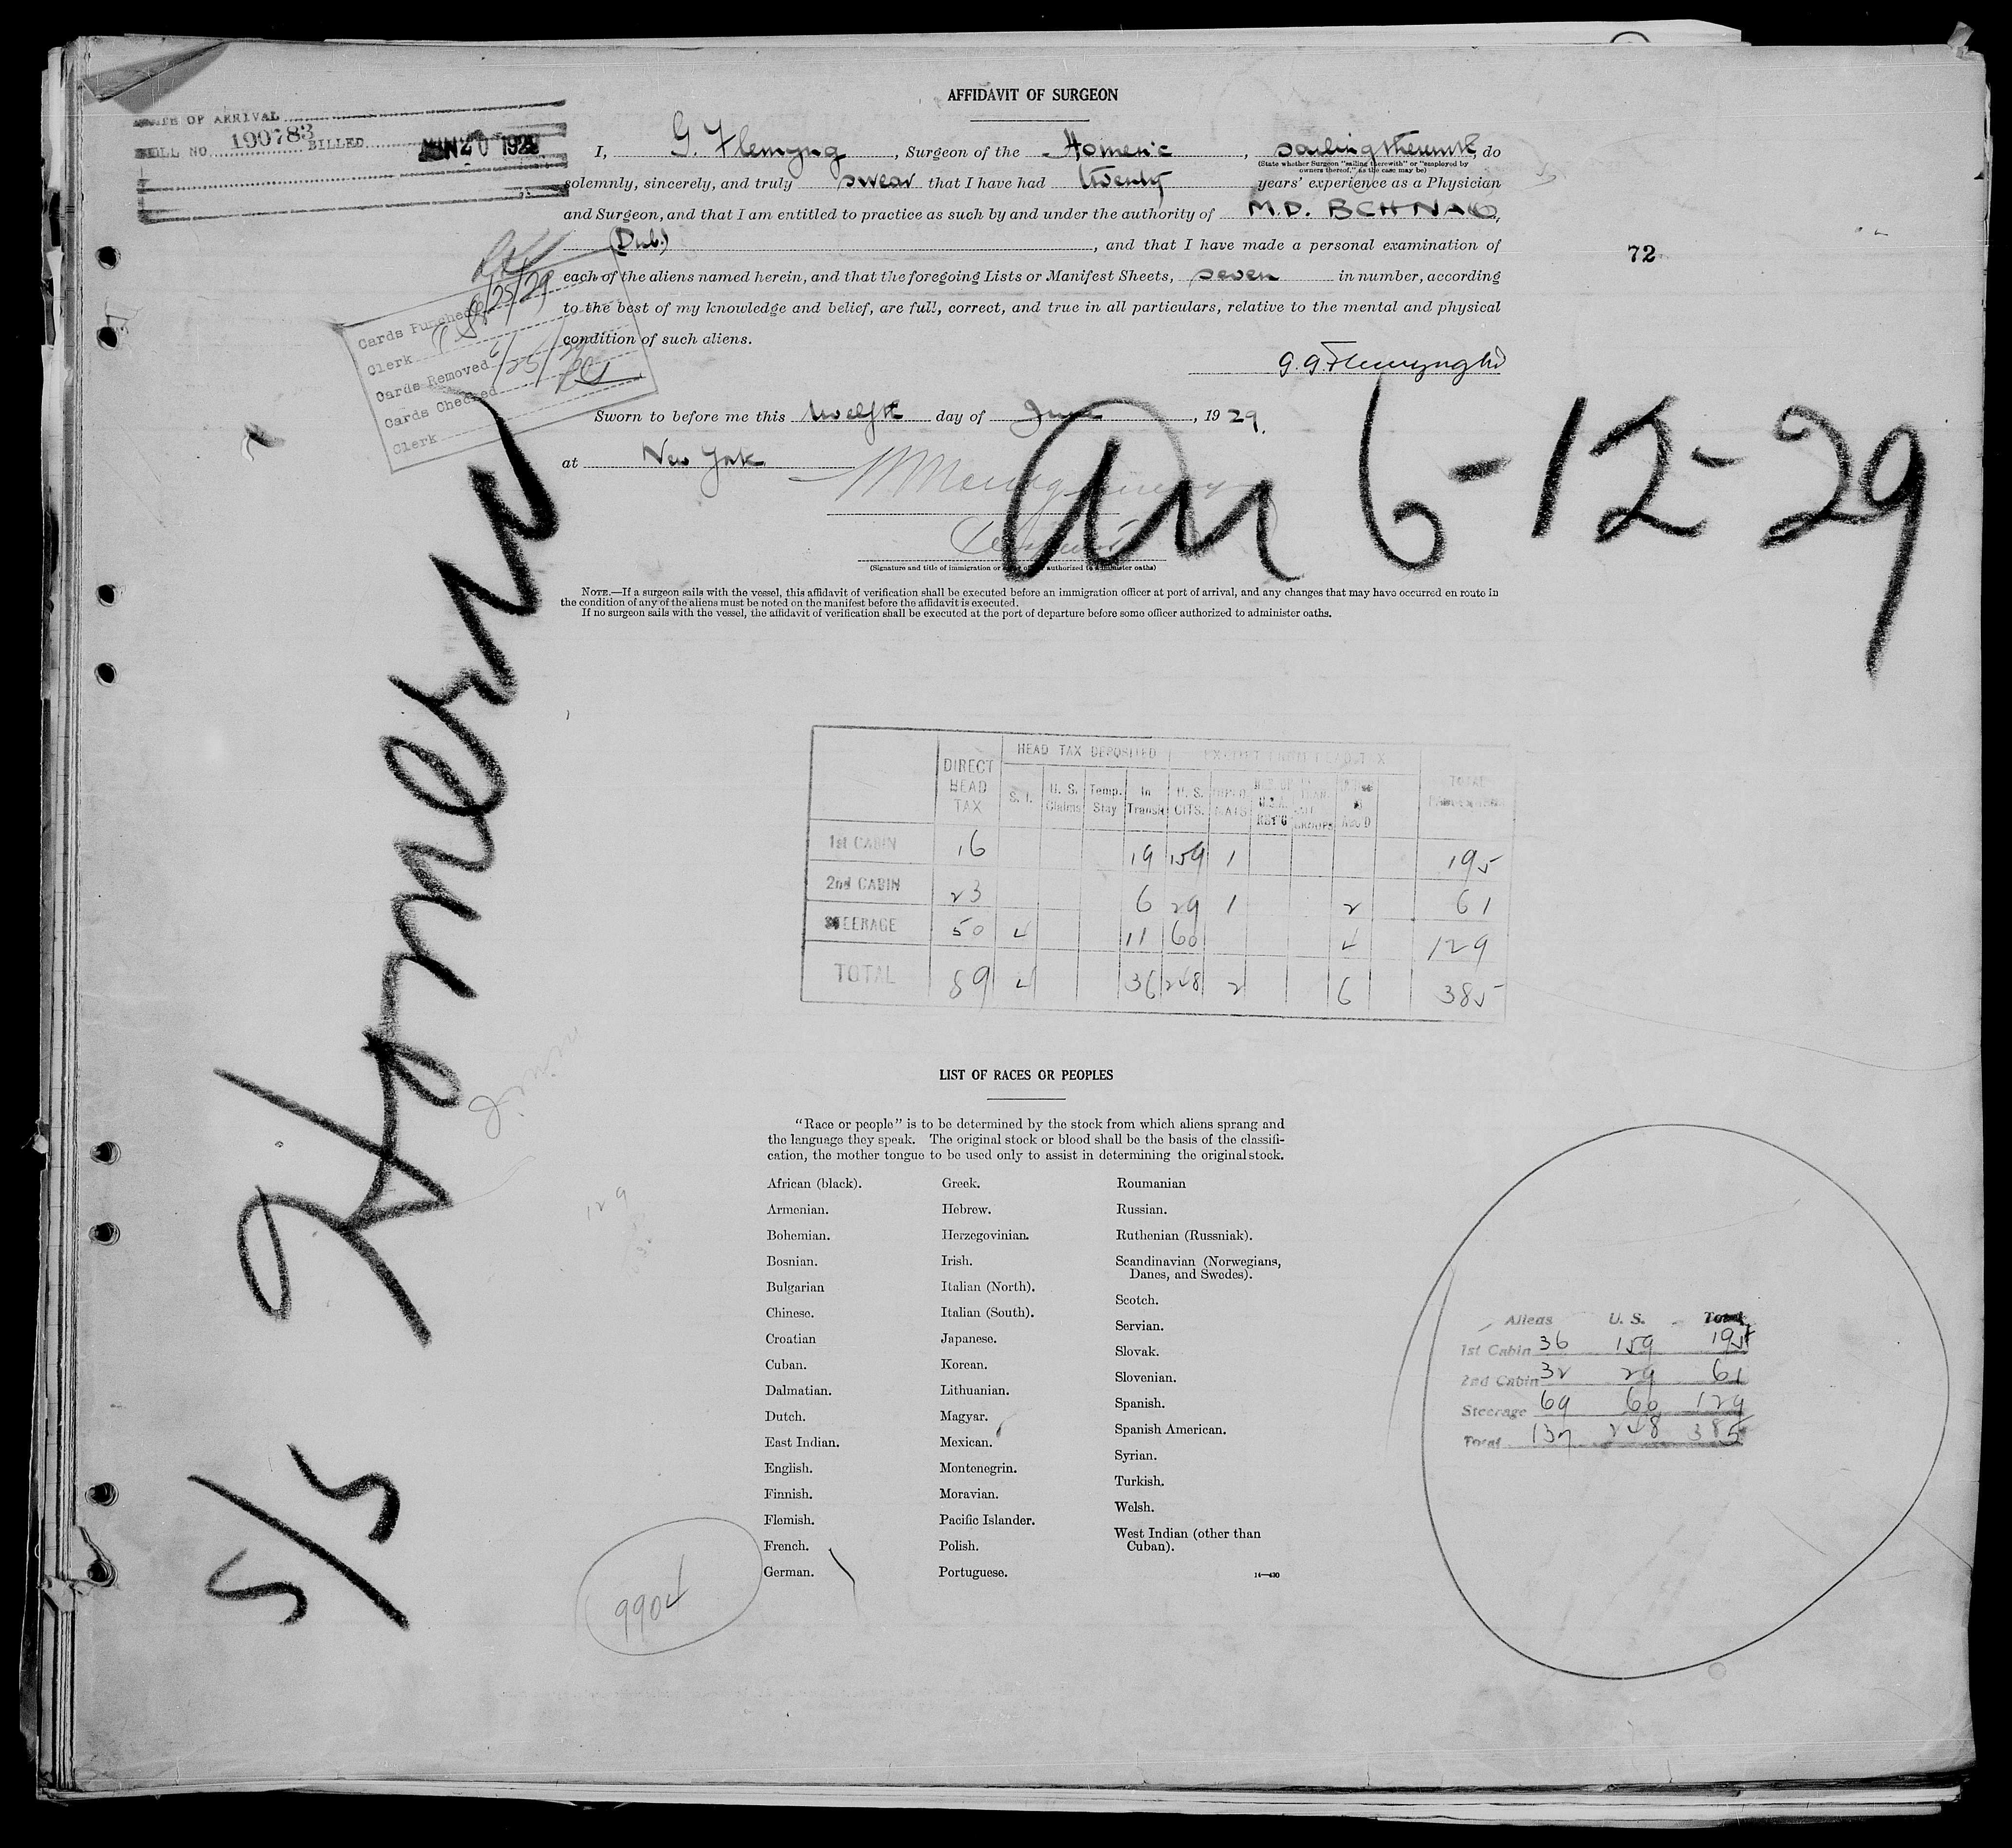 AFFIDAVIT OF SURGEON
DATE OF ARRIVAL
BILL NO. 190783 BILLED JUN 20 1929
I, G. Flemyng, Surgeon of the Homeric, sailing therewith, do
(State whether Surgeon "sailing therewith" or "employed by
owners thereof," as the case may be)
solemnly, sincerely, and truly swear that I have had twenty years' experience as a Physician
and Surgeon, and that I am entitled to practice as such by and under the authority of M.D. BCH
(Dub.), and that I have made a personal examination of
72
each of the aliens named herein, and that the foregoing Lists or Manifest Sheets, seven in number, according
to the best of my knowledge and belief, are full, correct, and true in all particulars, relative to the mental and physical
condition of such aliens.
G. G. Flemyng MD
Cards Punched 6/25/29
Clerk
Cards Removed 6/25/29
Cards Checked
Clerk
Sworn to before me this twelfth day of June, 1929.
at New York
Arr 6-12-29
(Signature and title of immigration or authorized to administer oaths)
NOTE.—If a surgeon sails with the vessel, this affidavit of verification shall be executed before an immigration officer at port of arrival, and any changes that may have occurred en route in
the condition of any of the aliens must be noted on the manifest before the affidavit is executed.
If no surgeon sails with the vessel, the affidavit of verification shall be executed at the port of departure before some officer authorized to administer oaths.
S/S Homeric
HEAD TAX DEPOSITED EXEMPT FROM HEAD TAX
DIRECT HEAD TAX S. I. U. S. Claims Temp. Stay In Transit U. S. CITS. TOTAL
1st CABIN 16 19 159 1 195
2nd CABIN 23 6 29 1 2 61
STEERAGE 50 4 11 60 4 129
TOTAL 89 4 36 248 2 6 385
LIST OF RACES OR PEOPLES
"Race or people" is to be determined by the stock from which aliens sprang and
the language they speak. The original stock or blood shall be the basis of the classifi-
cation, the mother tongue to be used only to assist in determining the original stock.
African (black).
Armenian.
Bohemian.
Bosnian.
Bulgarian
Chinese.
Croatian
Cuban.
Dalmatian.
Dutch.
East Indian.
English.
Finnish.
Flemish.
French.
German.
Greek.
Hebrew.
Herzegovinian.
Irish.
Italian (North).
Italian (South).
Japanese.
Korean.
Lithuanian.
Magyar.
Mexican.
Montenegrin.
Moravian.
Pacific Islander.
Polish.
Portuguese.
Roumanian
Russian.
Ruthenian (Russniak).
Scandinavian (Norwegians,
Danes, and Swedes).
Scotch.
Servian.
Slovak.
Slovenian.
Spanish.
Spanish American.
Syrian.
Turkish.
Welsh.
West Indian (other than
Cuban).
14—430
129
9904
Aliens U. S. Total
1st Cabin 36 159 195
2nd Cabin 32 29 61
Steerage 69 60 129
Total 137 248 385